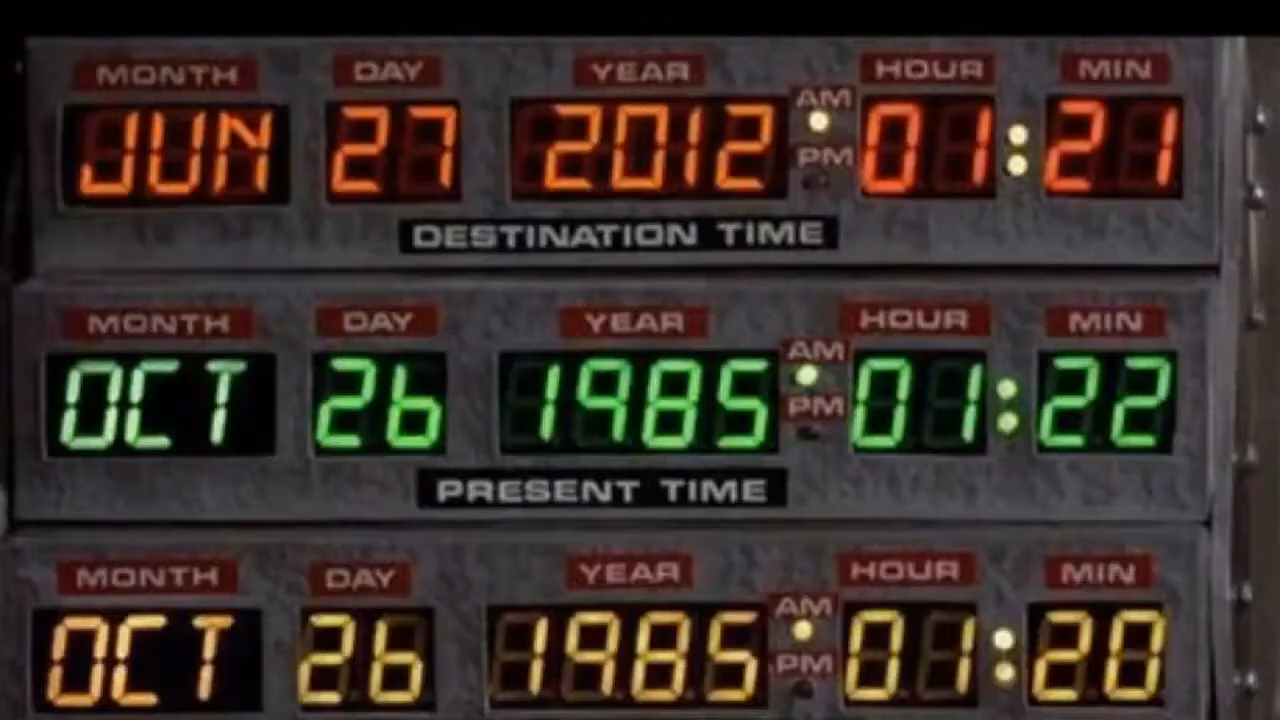 MONTH DAY YEAR HOUR MIN
JUN 27 2012 AM PM 01:21
DESTINATION TIME
MONTH DAY YEAR HOUR MIN
OCT 26 1985 AM PM 01:22
PRESENT TIME
MONTH DAY YEAR HOUR MIN
OCT 26 1985 AM PM 01:20